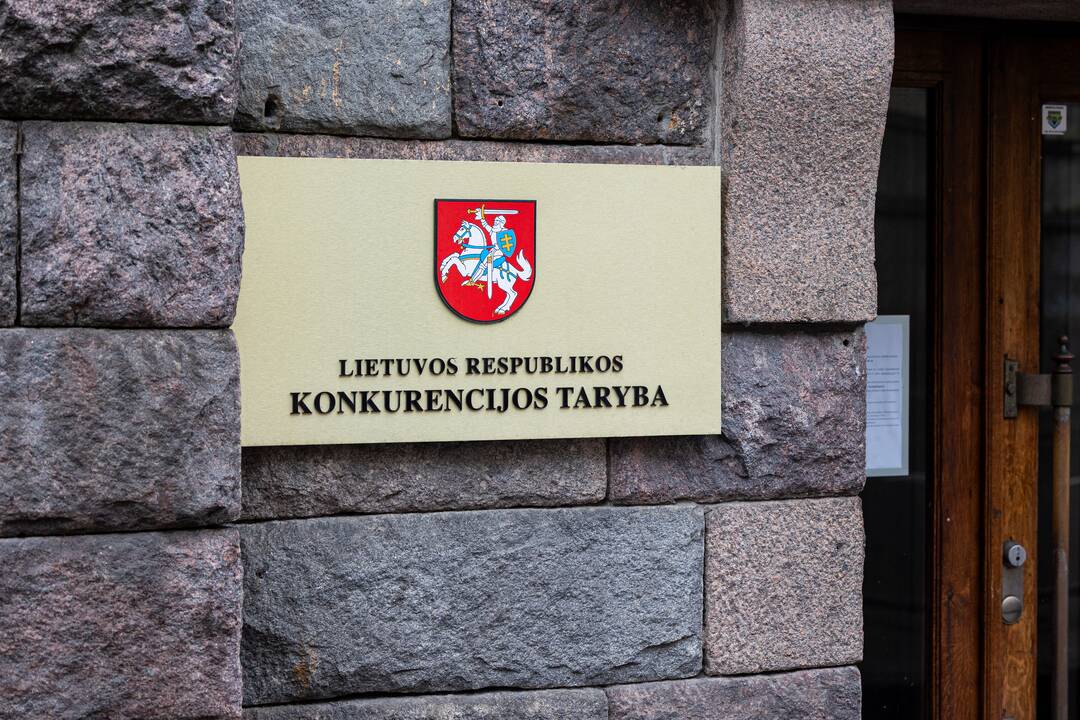 LIETUVOS RESPUBLIKOS
KONKURENCIJOS TARYBA